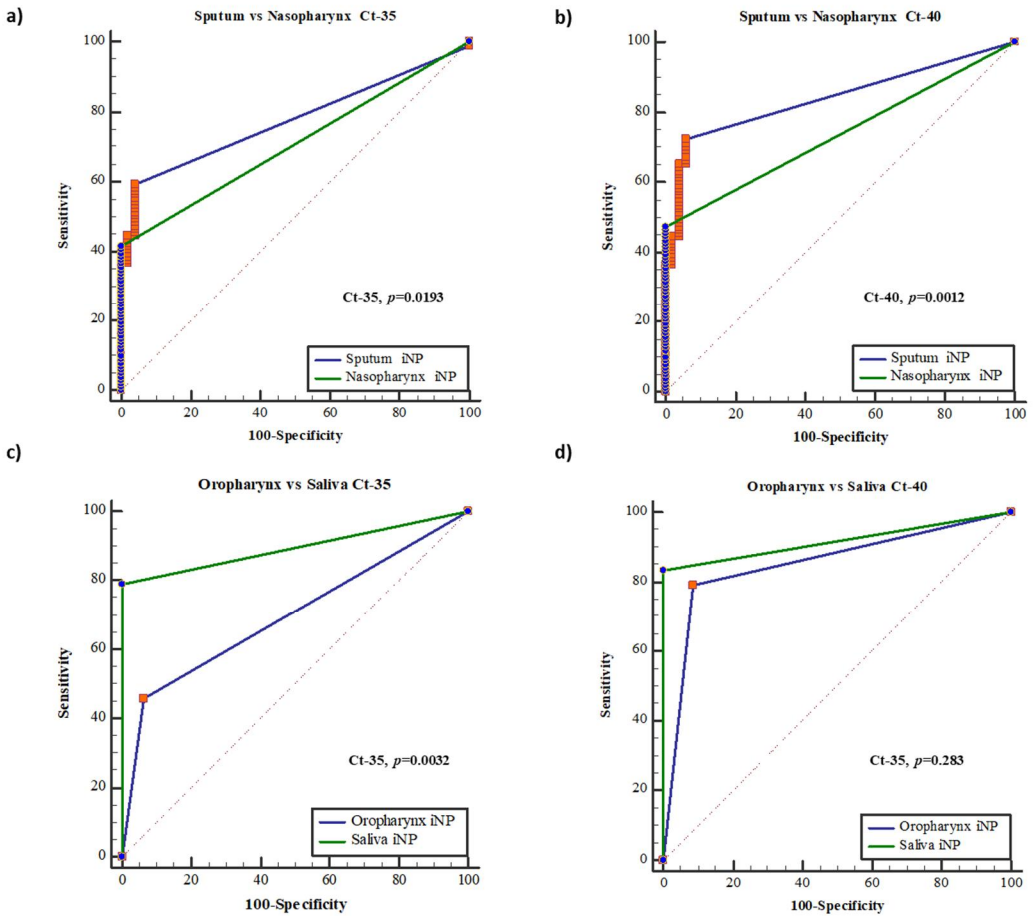 a)
Sputum vs Nasopharynx Ct-35
100
80
60
40
20
0
Sensitivity
Ct-35, p=0.0193
Sputum iNP
Nasopharynx iNP
0 20 40 60 80 100
100-Specificity
b)
Sputum vs Nasopharynx Ct-40
100
80
60
40
20
0
Sensitivity
Ct-40, p=0.0012
Sputum iNP
Nasopharynx iNP
0 20 40 60 80 100
100-Specificity
c)
Oropharynx vs Saliva Ct-35
100
80
60
40
20
0
Sensitivity
Ct-35, p=0.0032
Oropharynx iNP
Saliva iNP
0 20 40 60 80 100
100-Specificity
d)
Oropharynx vs Saliva Ct-40
100
80
60
40
20
0
Sensitivity
Ct-35, p=0.283
Oropharynx iNP
Saliva iNP
0 20 40 60 80 100
100-Specificity